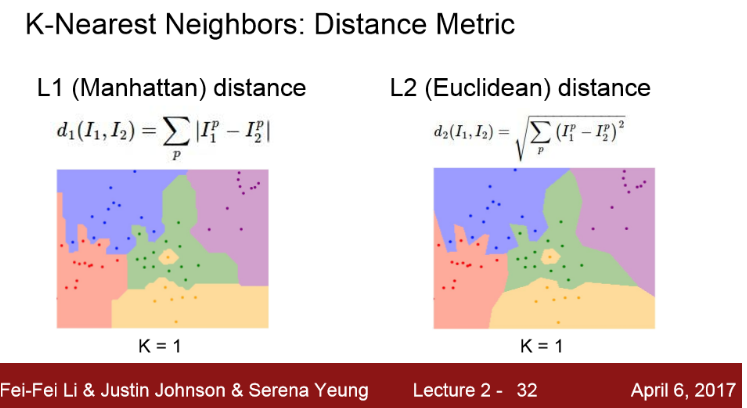 K-Nearest Neighbors: Distance Metric
L1 (Manhattan) distance
d₁(I₁, I₂) = ∑ₚ |I₁ᵖ − I₂ᵖ|
K = 1
L2 (Euclidean) distance
d₂(I₁, I₂) = √(∑ₚ (I₁ᵖ − I₂ᵖ)²)
K = 1
Fei-Fei Li & Justin Johnson & Serena Yeung Lecture 2 - 32 April 6, 2017